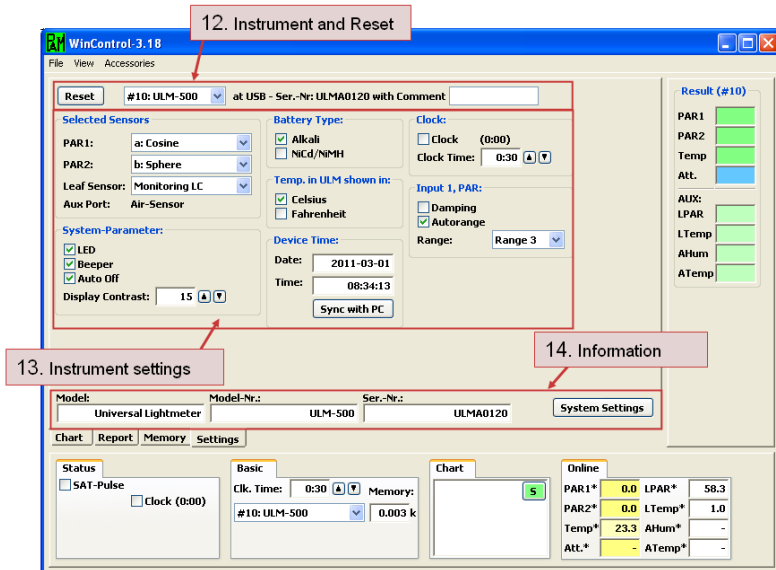 12. Instrument and Reset
PAM WinControl-3.18
File View Accessories
Reset #10: ULM-500 at USB - Ser.-Nr: ULMA0120 with Comment
Selected Sensors
PAR1: a: Cosine
PAR2: b: Sphere
Leaf Sensor: Monitoring LC
Aux Port: Air-Sensor
System-Parameter:
LED
Beeper
Auto Off
Display Contrast: 15
Battery Type:
Alkali
NiCd/NiMH
Temp. in ULM shown in:
Celsius
Fahrenheit
Device Time:
Date: 2011-03-01
Time: 08:34:13
Sync with PC
Clock:
Clock (0:00)
Clock Time: 0:30
Input 1, PAR:
Damping
Autorange
Range: Range 3
Result (#10)
PAR1
PAR2
Temp
Att.
AUX:
LPAR
LTemp
AHum
ATemp
13. Instrument settings
14. Information
Model: Model-Nr.: Ser.-Nr.:
Universal Lightmeter ULM-500 ULMA0120 System Settings
Chart Report Memory Settings
Status
SAT-Pulse
Clock (0:00)
Basic
Clk. Time: 0:30 Memory:
#10: ULM-500 0.003 k
Chart
S
Online
PAR1* 0.0 LPAR* 58.3
PAR2* 0.0 LTemp* 1.0
Temp* 23.3 AHum* -
Att.* - ATemp* -